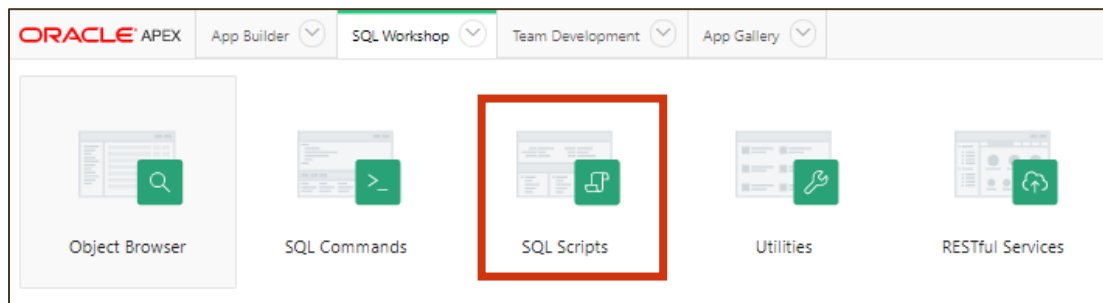 ORACLE APEX App Builder SQL Workshop Team Development App Gallery
Object Browser SQL Commands SQL Scripts Utilities RESTful Services